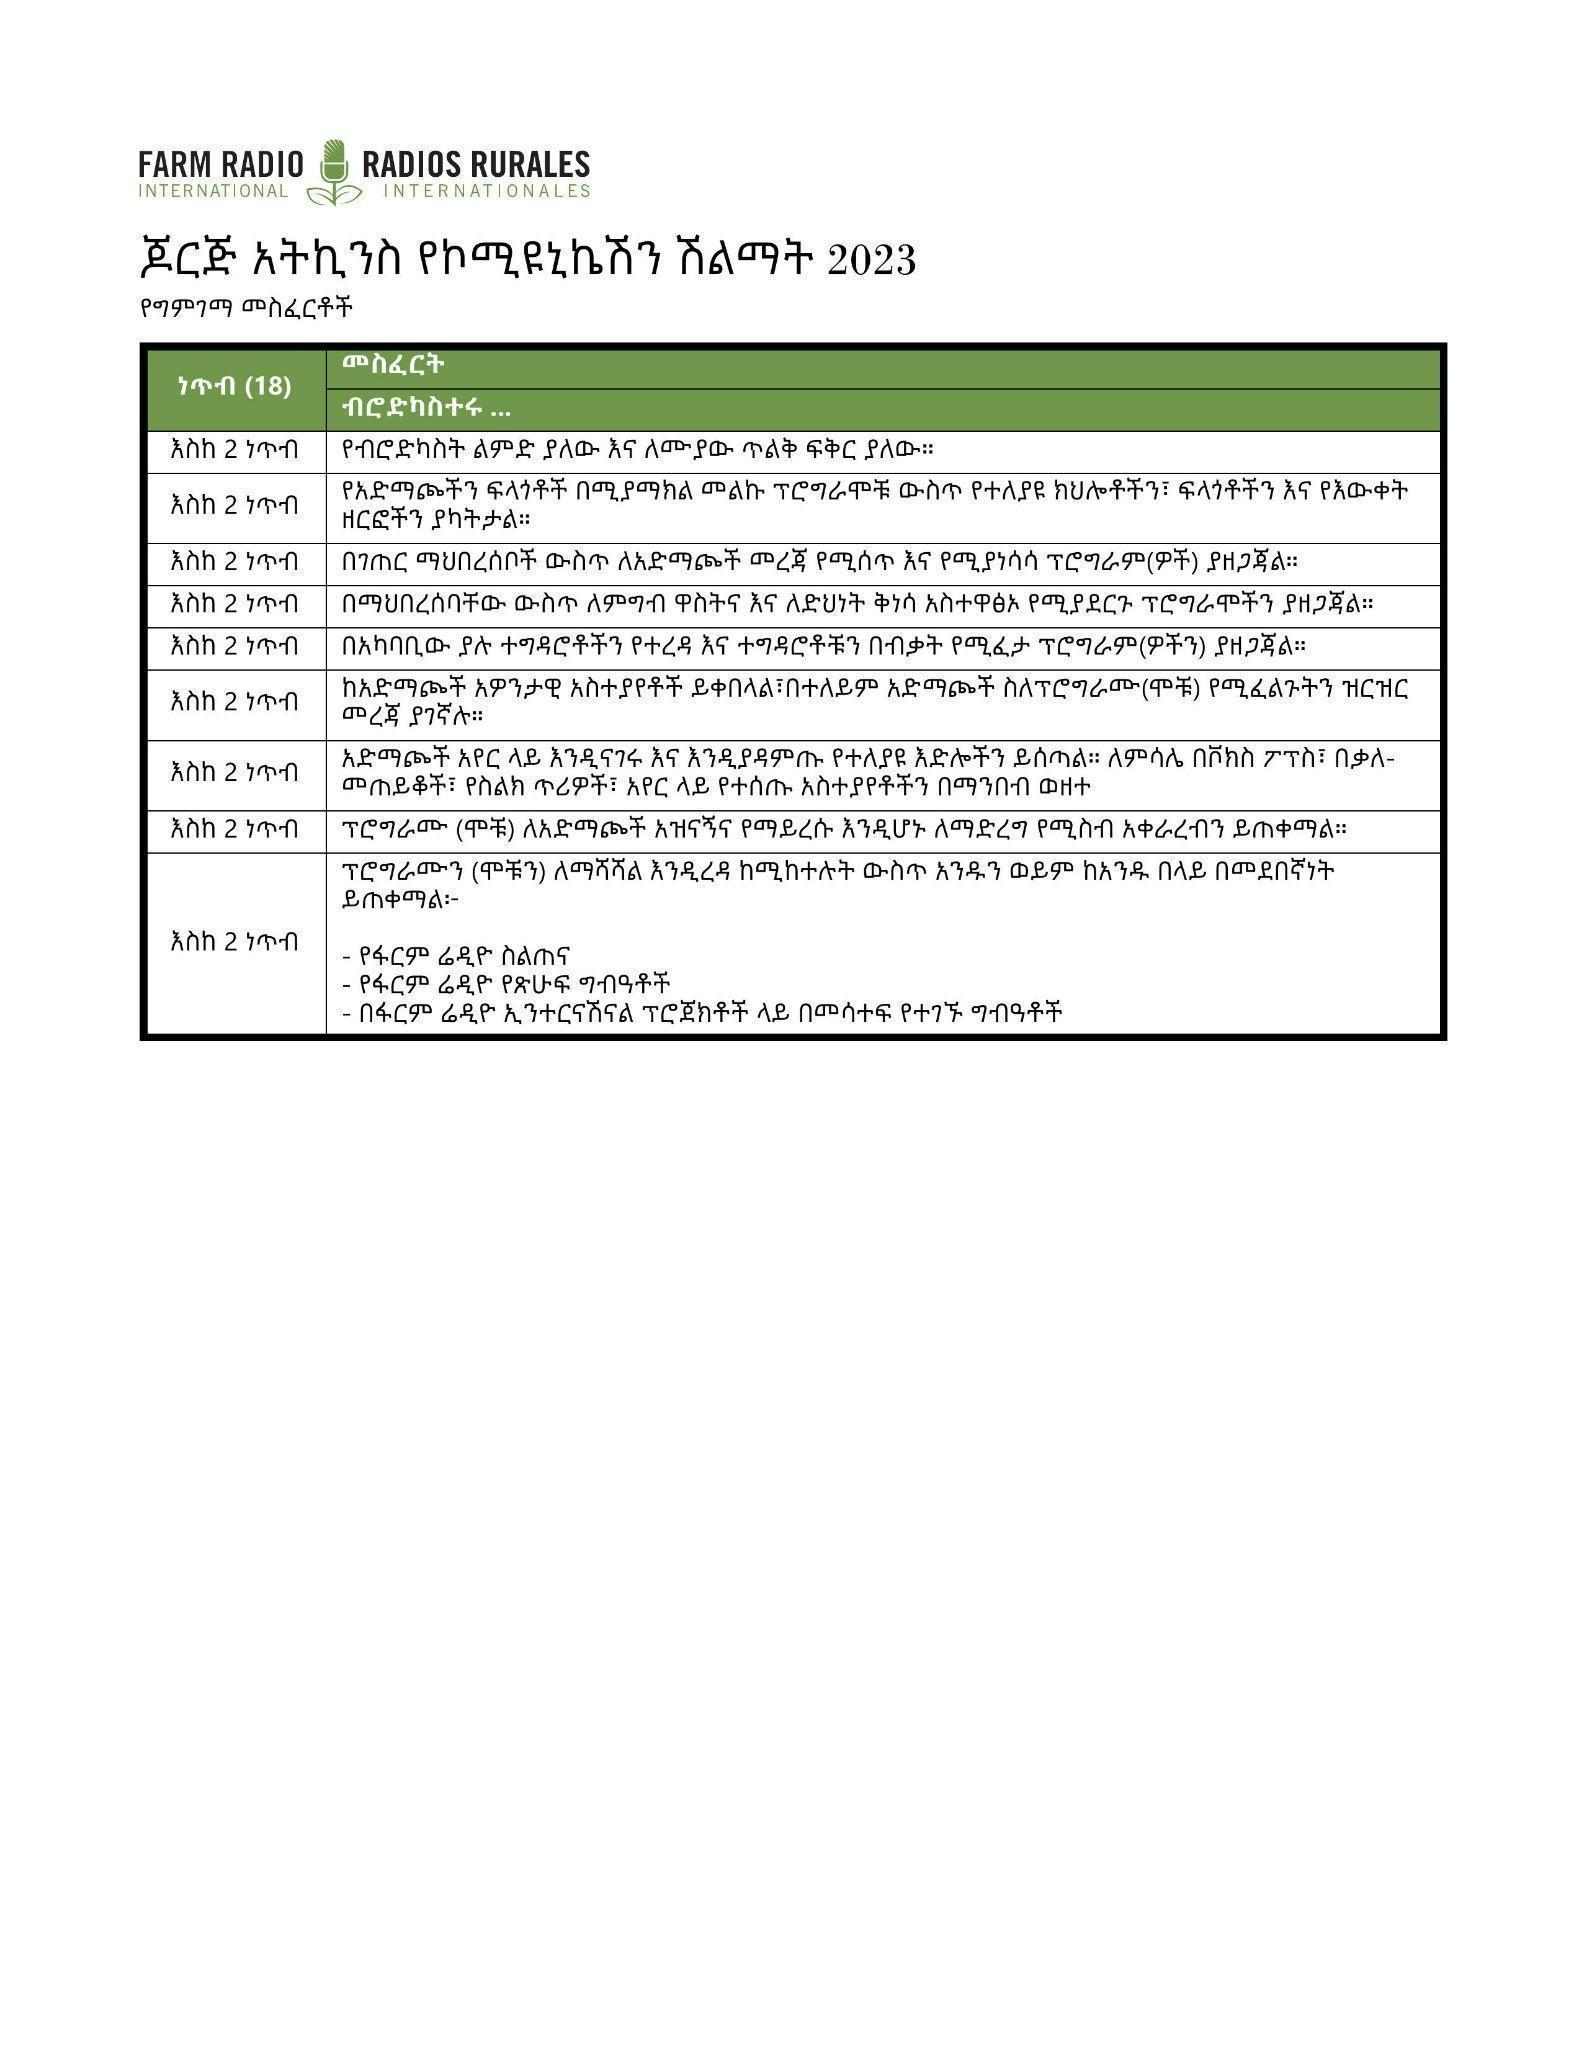 FARM RADIO RADIOS RURALES
INTERNATIONAL INTERNATIONALES
ጆርጅ አትኪንስ የኮሚዩኒኬሽን ሽልማት 2023
የግምገማ መስፈርቶች
ነጥብ (18)
መስፈርት
ብሮድካስተሩ ...
እስከ 2 ነጥብ
የብሮድካስት ልምድ ያለው እና ለሙያው ጥልቅ ፍቅር ያለው።
እስከ 2 ነጥብ
የአድማጮችን ፍላጎቶች በሚያማክል መልኩ ፕሮግራሞቹ ውስጥ የተለያዩ ክህሎቶችን፣ ፍላጎቶችን እና የእውቀት
ዘርፎችን ያካትታል።
እስከ 2 ነጥብ
በገጠር ማህበረሰቦች ውስጥ ለአድማጮች መረጃ የሚሰጥ እና የሚያነሳሳ ፕሮግራም(ዎች) ያዘጋጃል።
እስከ 2 ነጥብ
በማህበረሰባቸው ውስጥ ለምግብ ዋስትና እና ለድህነት ቅነሳ አስተዋፅኦ የሚያደርጉ ፕሮግራሞችን ያዘጋጃል።
እስከ 2 ነጥብ
በአካባቢው ያሉ ተግዳሮቶችን የተረዳ እና ተግዳሮቶቹን በብቃት የሚፈታ ፕሮግራም(ዎችን) ያዘጋጃል።
እስከ 2 ነጥብ
ከአድማጮች አዎንታዊ አስተያየቶች ይቀበላል፣በተለይም አድማጮች ስለፕሮግራሙ(ሞቹ) የሚፈልጉትን ዝርዝር
መረጃ ያገኛሉ።
እስከ 2 ነጥብ
አድማጮች አየር ላይ እንዲናገሩ እና እንዲያዳምጡ የተለያዩ እድሎችን ይሰጣል። ለምሳሌ በቮክስ ፖፕስ፣ በቃለ-
መጠይቆች፣ የስልክ ጥሪዎች፣ አየር ላይ የተሰጡ አስተያየቶችን በማንበብ ወዘተ
እስከ 2 ነጥብ
ፕሮግራሙ (ሞቹ) ለአድማጮች አዝናኝና የማይረሱ እንዲሆኑ ለማድረግ የሚስብ አቀራረብን ይጠቀማል።
እስከ 2 ነጥብ
ፕሮግራሙን (ሞቹን) ለማሻሻል እንዲረዳ ከሚከተሉት ውስጥ አንዱን ወይም ከአንዱ በላይ በመደበኛነት
ይጠቀማል፡-
- የፋርም ሬዲዮ ስልጠና
- የፋርም ሬዲዮ የጽሁፍ ግብዓቶች
- በፋርም ሬዲዮ ኢንተርናሽናል ፕሮጀክቶች ላይ በመሳተፍ የተገኙ ግብዓቶች